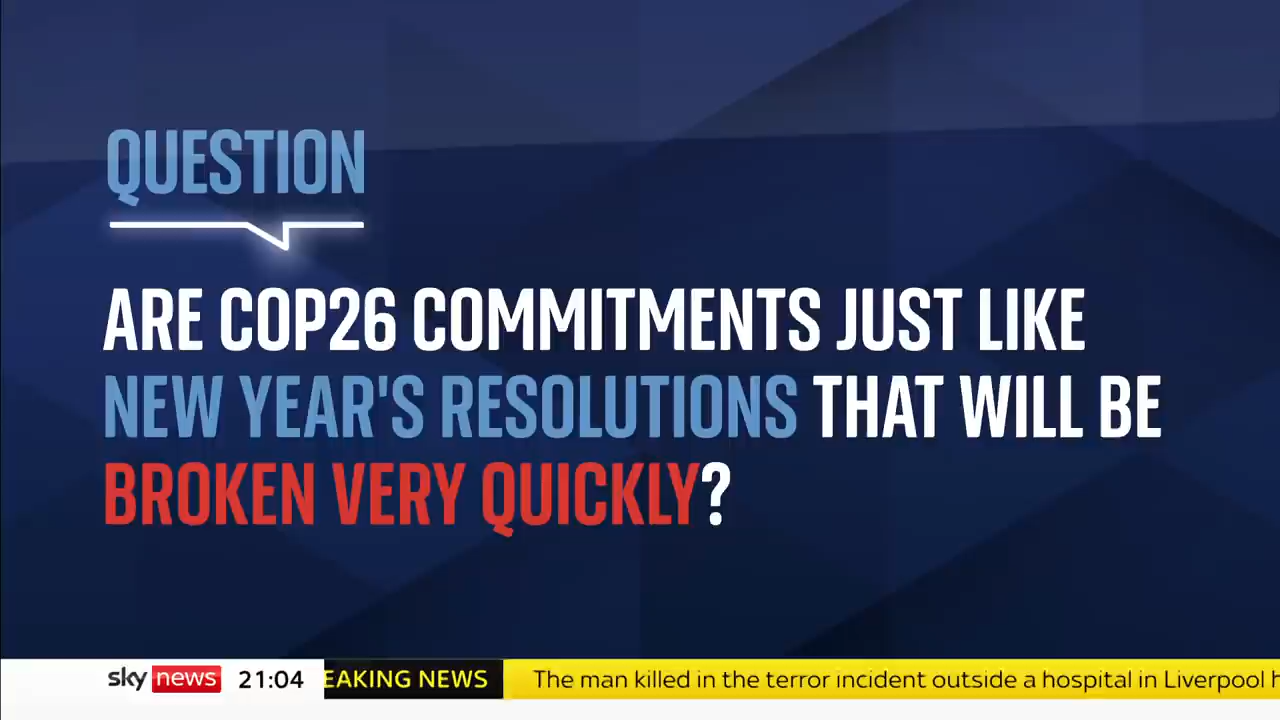 QUESTION
ARE COP26 COMMITMENTS JUST LIKE
NEW YEAR'S RESOLUTIONS THAT WILL BE
BROKEN VERY QUICKLY?
sky news 21:04 EAKING NEWS The man killed in the terror incident outside a hospital in Liverpool